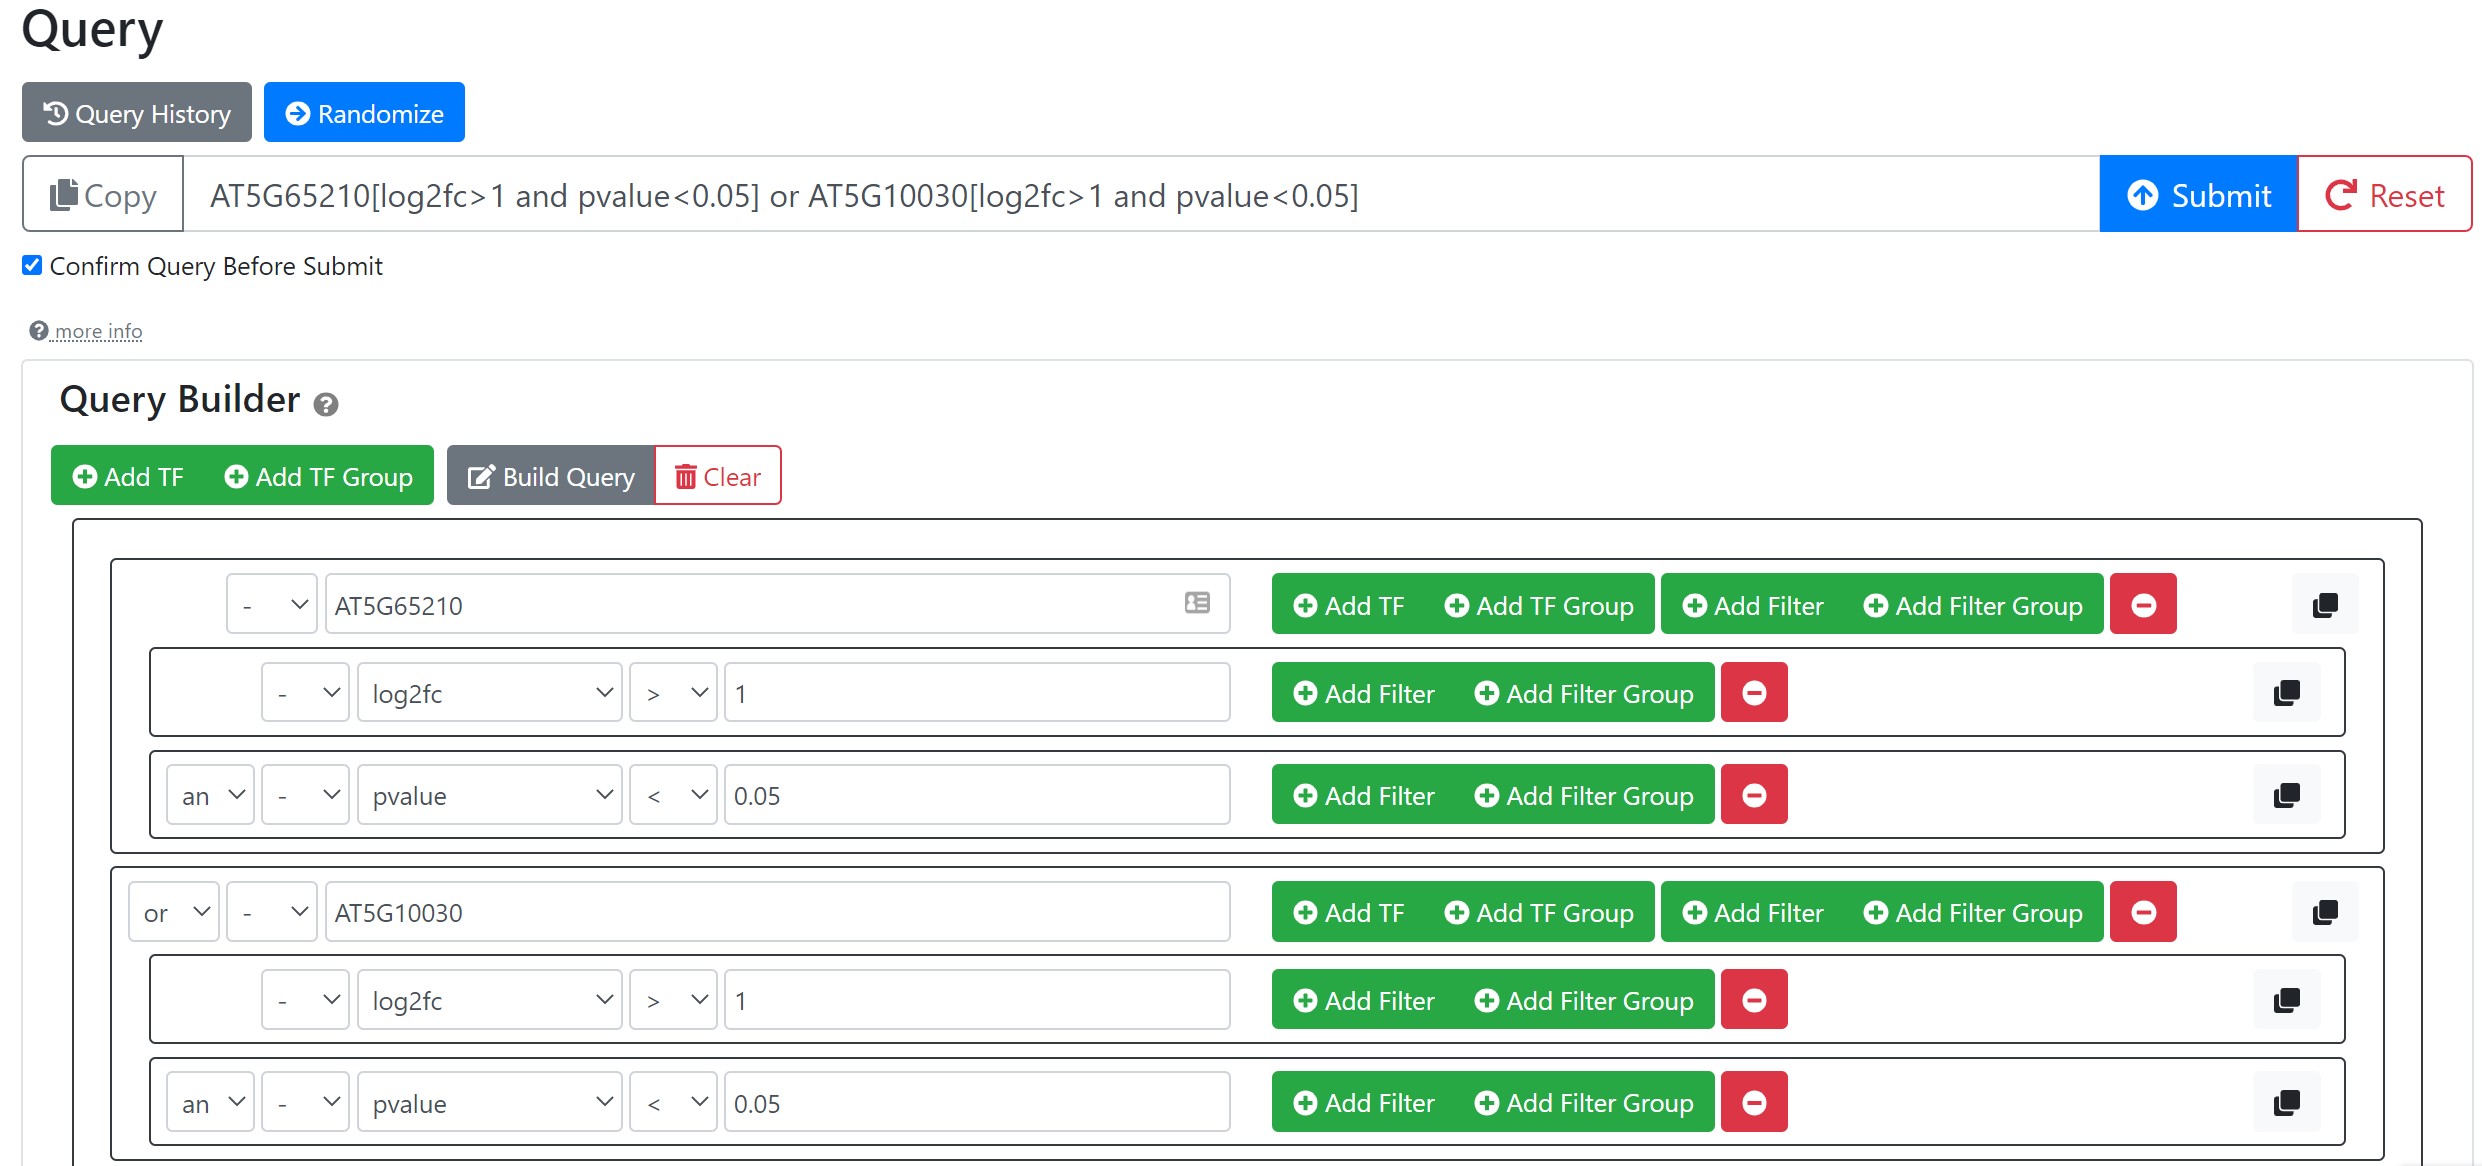 Query
Query History Randomize
Copy AT5G65210[log2fc>1 and pvalue<0.05] or AT5G10030[log2fc>1 and pvalue<0.05] Submit Reset
Confirm Query Before Submit
more info
Query Builder
Add TF Add TF Group Build Query Clear
- AT5G65210 Add TF Add TF Group Add Filter Add Filter Group
- log2fc > 1 Add Filter Add Filter Group
an - pvalue < 0.05 Add Filter Add Filter Group
or - AT5G10030 Add TF Add TF Group Add Filter Add Filter Group
- log2fc > 1 Add Filter Add Filter Group
an - pvalue < 0.05 Add Filter Add Filter Group